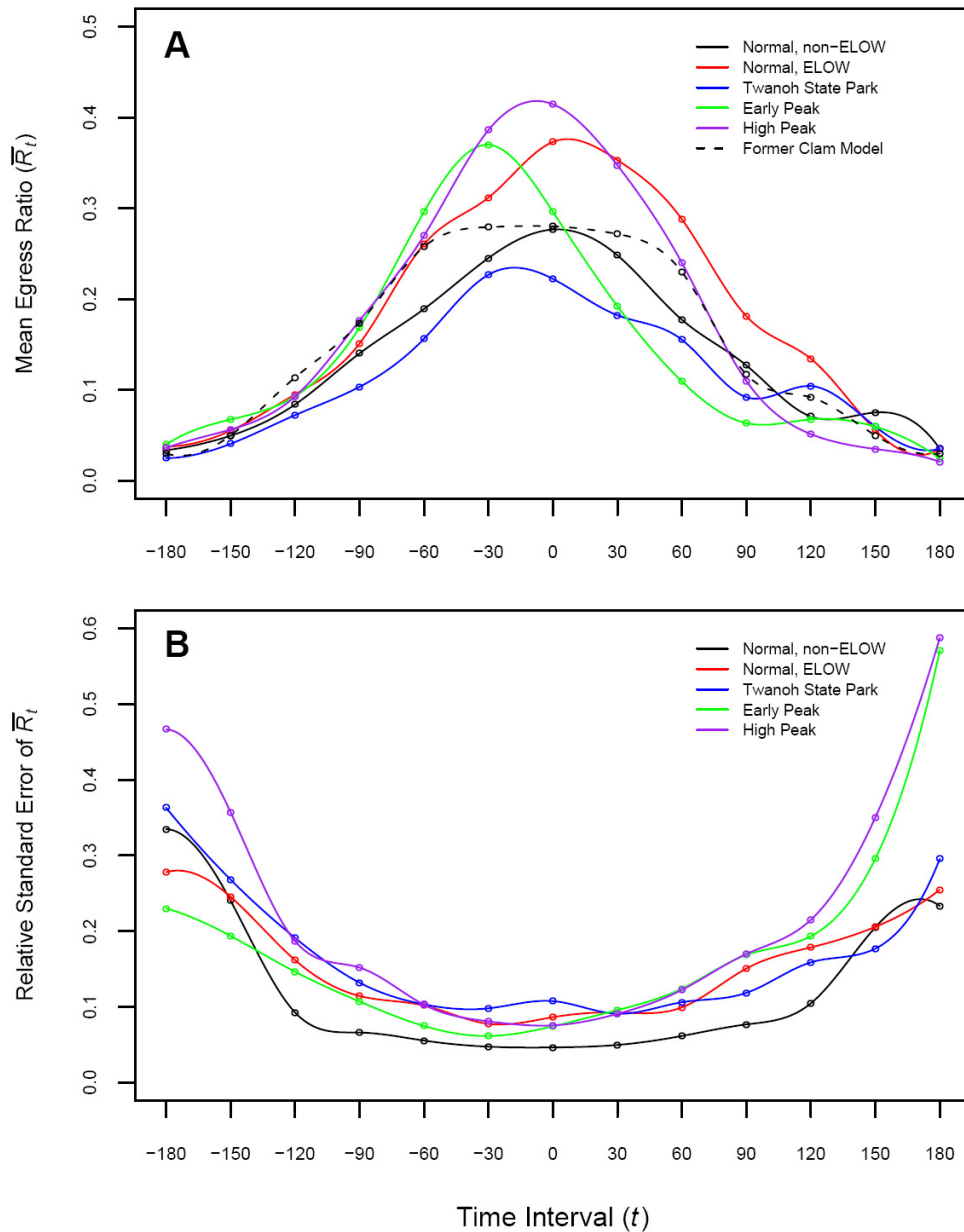 A
Mean Egress Ratio (R̅t)
0.5
0.4
0.3
0.2
0.1
0.0
Normal, non−ELOW
Normal, ELOW
Twanoh State Park
Early Peak
High Peak
Former Clam Model
−180 −150 −120 −90 −60 −30 0 30 60 90 120 150 180
B
Relative Standard Error of R̅t
0.6
0.5
0.4
0.3
0.2
0.1
0.0
Normal, non−ELOW
Normal, ELOW
Twanoh State Park
Early Peak
High Peak
−180 −150 −120 −90 −60 −30 0 30 60 90 120 150 180
Time Interval (t)